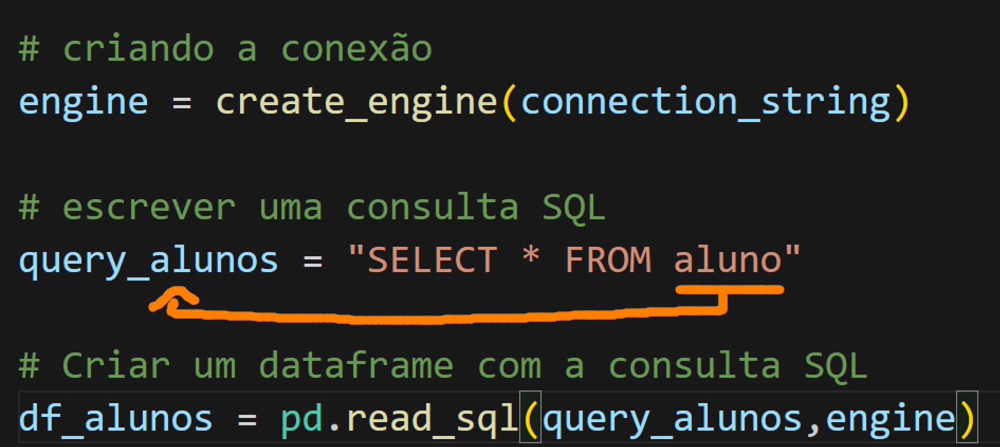 # criando a conexão
engine = create_engine(connection_string)
# escrever uma consulta SQL
query_alunos = "SELECT * FROM aluno"
# Criar um dataframe com a consulta SQL
df_alunos = pd.read_sql(query_alunos,engine)